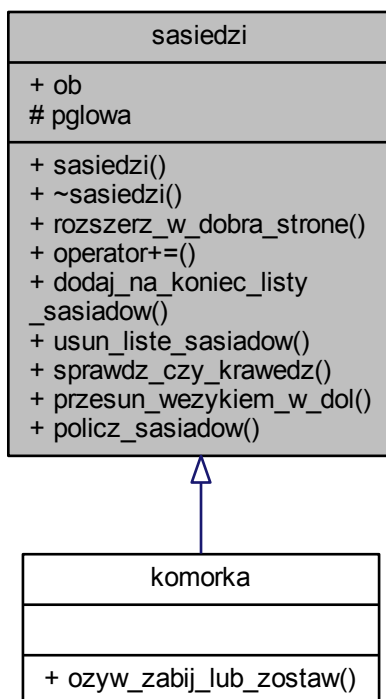 sasiedzi
+ ob
# pglowa
+ sasiedzi()
+ ~sasiedzi()
+ rozszerz_w_dobra_strone()
+ operator+=()
+ dodaj_na_koniec_listy
_sasiadow()
+ usun_liste_sasiadow()
+ sprawdz_czy_krawedz()
+ przesun_wezykiem_w_dol()
+ policz_sasiadow()
komorka
+ ozyw_zabij_lub_zostaw()